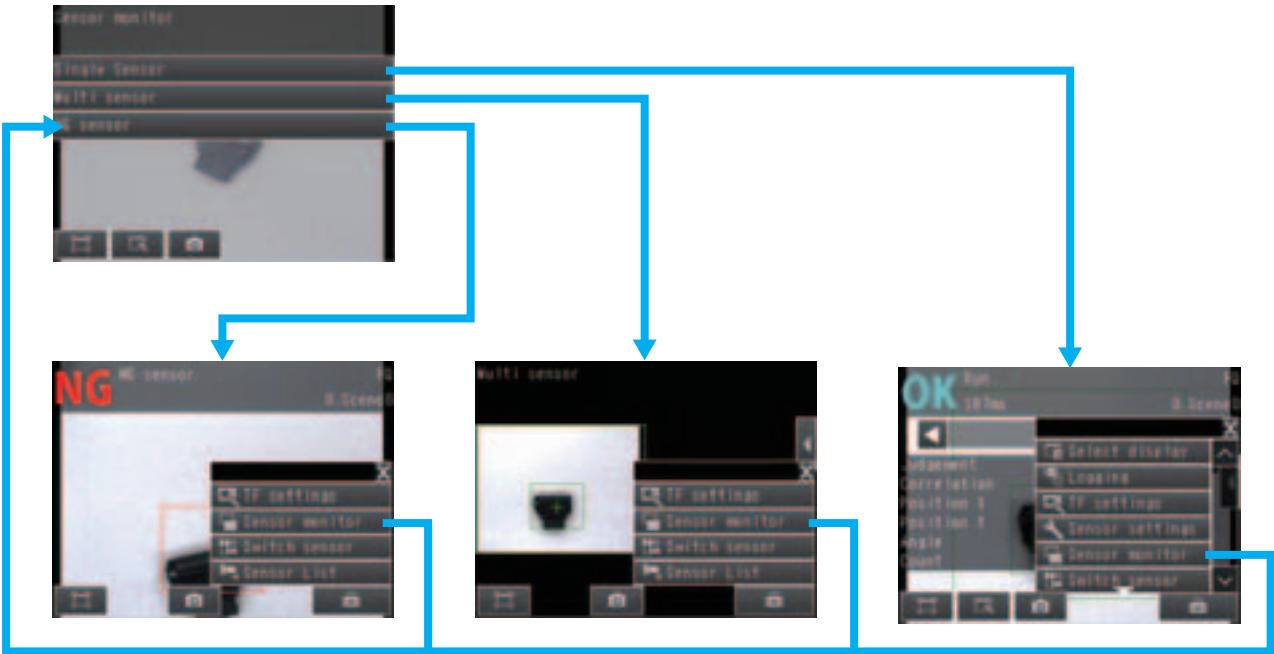 Sensor monitor
Single Sensor
Multi sensor
NG sensor
NG
NG sensor
0.Scene0
TF settings
Sensor monitor
Switch sensor
Sensor List
Multi sensor
TF settings
Sensor monitor
Switch sensor
Sensor List
OK
Run
187ms
0.Scene0
Select display
Logging
TF settings
Sensor settings
Sensor monitor
Switch sensor
Judgement
Correlation
Position X
Position Y
Angle
Count